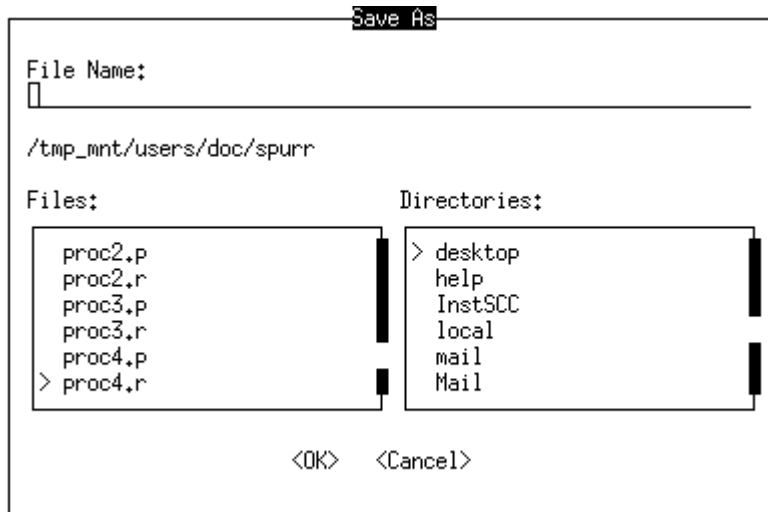 Save As
File Name:
/tmp_mnt/users/doc/spurr
Files:
Directories:
proc2.p
proc2.r
proc3.p
proc3.r
proc4.p
> proc4.r
> desktop
help
InstSCC
local
mail
Mail
<OK> <Cancel>